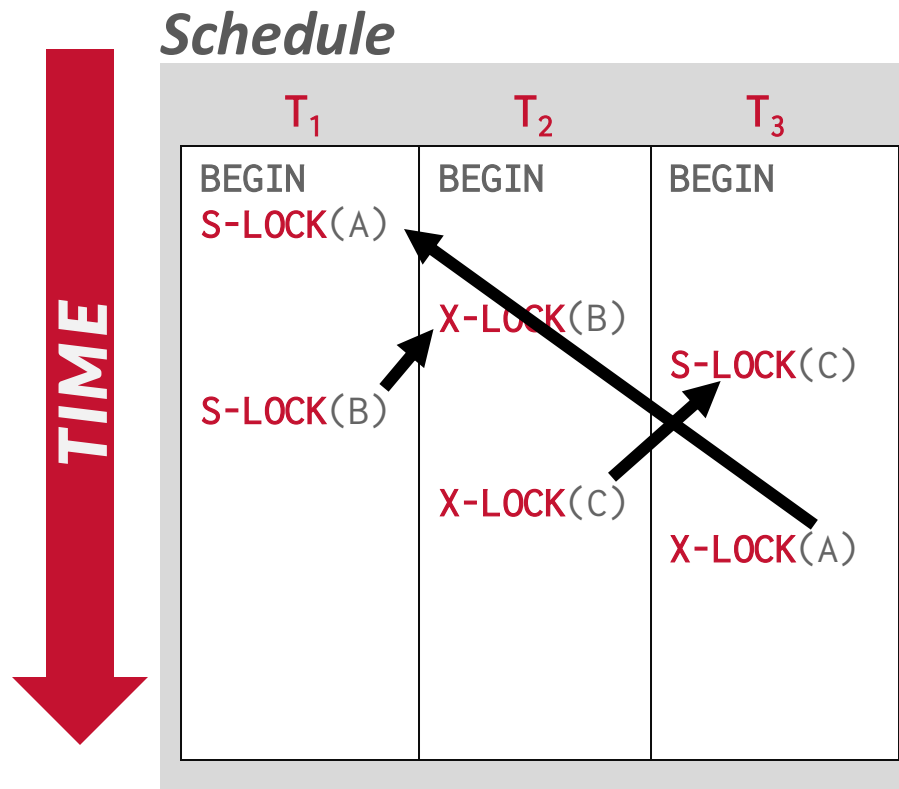 Schedule
T1 T2 T3
BEGIN BEGIN BEGIN
S-LOCK(A)
X-LOCK(B)
S-LOCK(C)
S-LOCK(B)
X-LOCK(C)
X-LOCK(A)
TIME